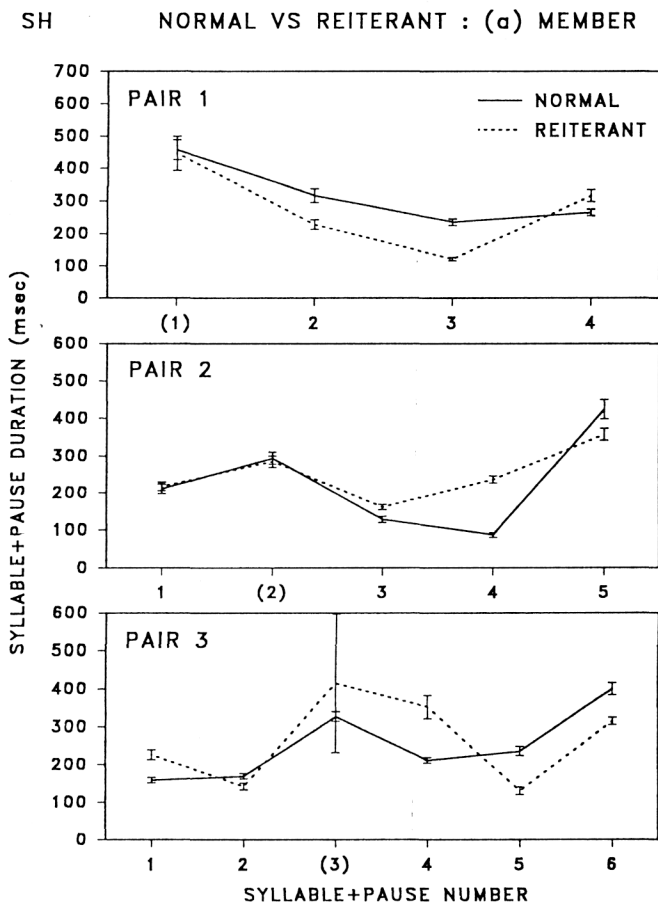 SH NORMAL VS REITERANT : (a) MEMBER
SYLLABLE+PAUSE DURATION (msec)
700
600
500
400
300
200
100
0
PAIR 1
NORMAL
REITERANT
(1) 2 3 4
600
500
400
300
200
100
0
PAIR 2
1 (2) 3 4 5
600
500
400
300
200
100
0
PAIR 3
1 2 (3) 4 5 6
SYLLABLE+PAUSE NUMBER